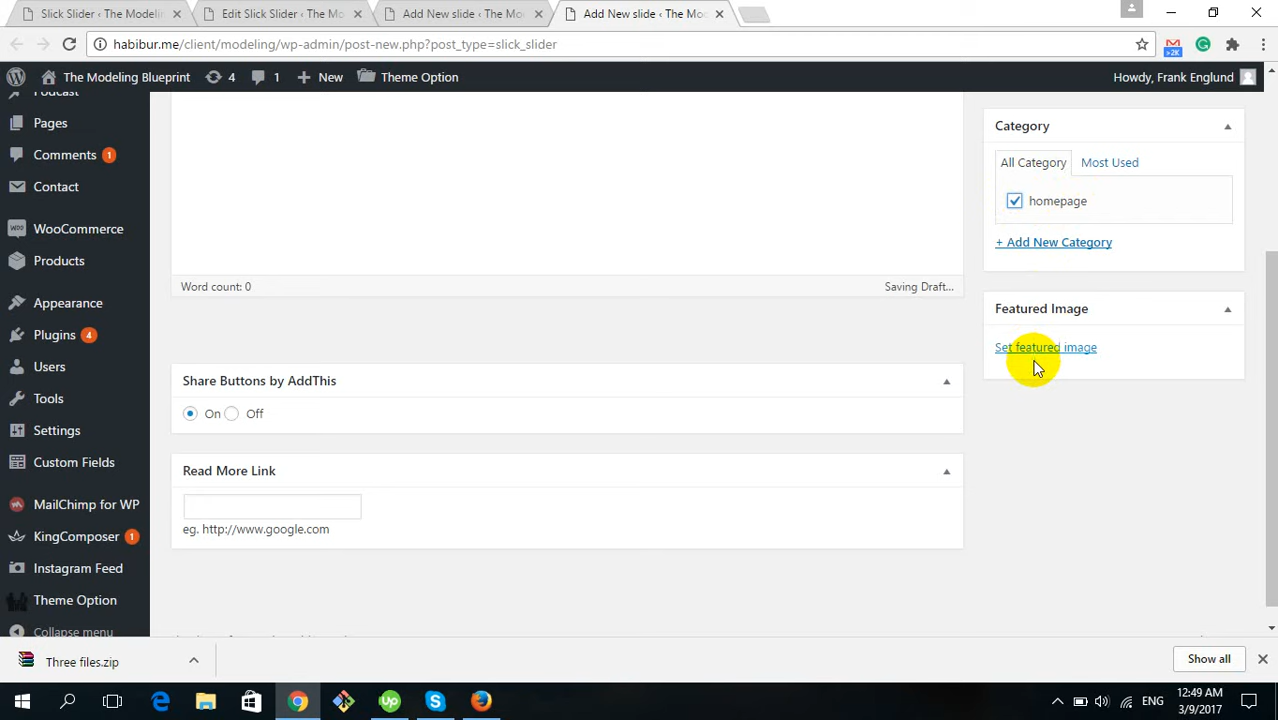 Slick Slider ‹ The Modelin
Edit Slick Slider ‹ The Mo
Add New slide ‹ The Mo
Add New slide ‹ The Mo
habibur.me/client/modeling/wp-admin/post-new.php?post_type=slick_slider
>2K
The Modeling Blueprint
4
1
New
Theme Option
Howdy, Frank Englund
Podcast
Pages
Comments 1
Contact
WooCommerce
Products
Appearance
Plugins 4
Users
Tools
Settings
Custom Fields
MailChimp for WP
KingComposer 1
Instagram Feed
Theme Option
Collapse menu
Word count: 0
Saving Draft...
Share Buttons by AddThis
On
Off
Read More Link
eg. http://www.google.com
Category
All Category
Most Used
homepage
+ Add New Category
Featured Image
Set featured image
Three files.zip
Show all
ENG
12:49 AM
3/9/2017